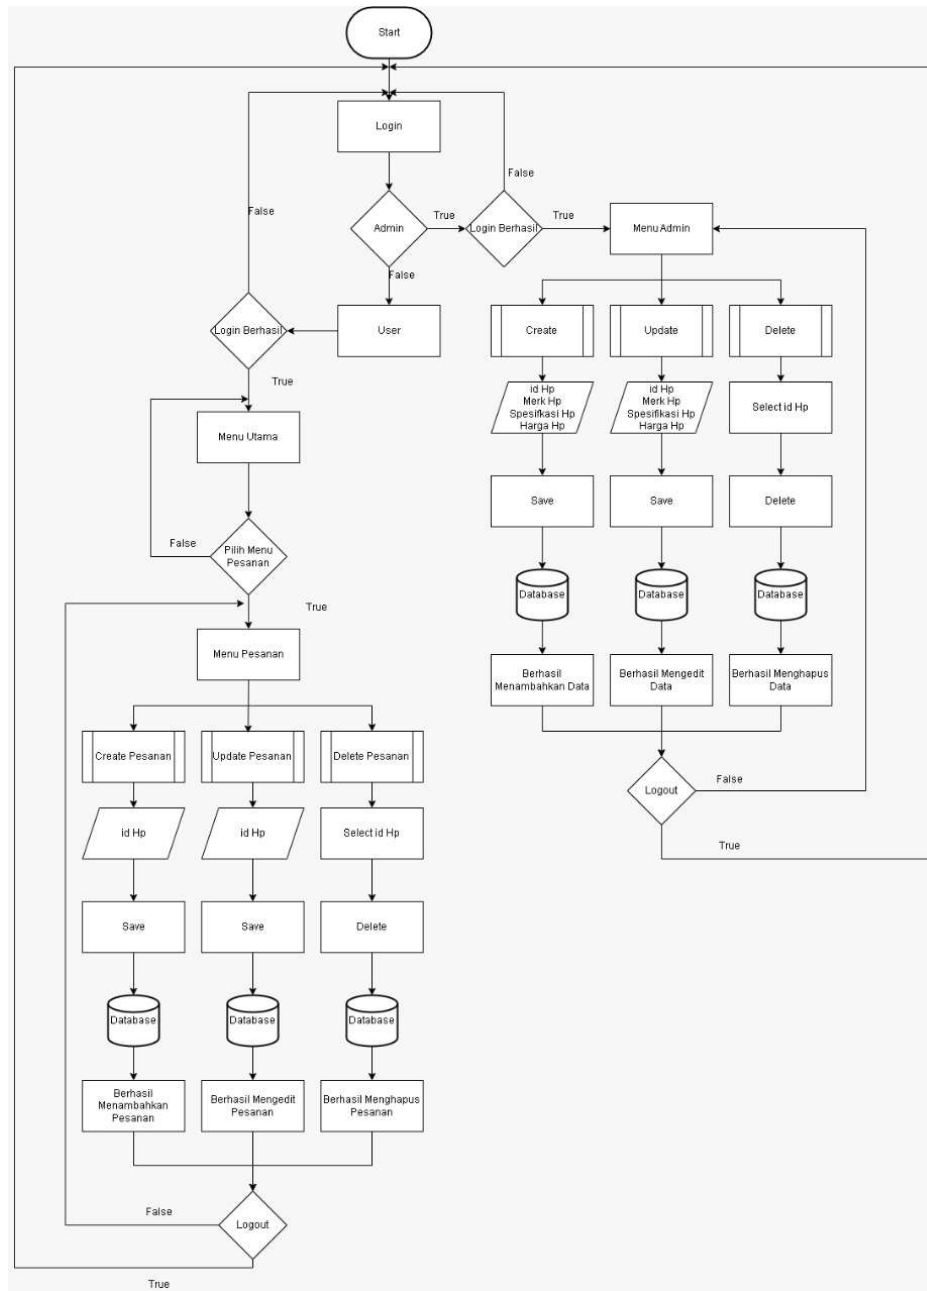 Start
Login
False
False
Admin
True
Login Berhasil
True
Menu Admin
False
Login Berhasil
User
Create
Update
Delete
True
id Hp
Merk Hp
Spesifkasi Hp
Harga Hp
id Hp
Merk Hp
Spesifikasi Hp
Harga Hp
Select id Hp
Menu Utama
Save
Save
Delete
False
Pilih Menu
Pesanan
Database
Database
Database
True
Menu Pesanan
Berhasil
Menambahkan Data
Berhasil Mengedit
Data
Berhasil Menghapus
Data
Create Pesanan
Update Pesanan
Delete Pesanan
Logout
False
True
id Hp
id Hp
Select id Hp
Save
Save
Delete
Database
Database
Database
Berhasil
Menambahkan
Pesanan
Berhasil Mengedit
Pesanan
Berhasil Menghapus
Pesanan
False
Logout
True